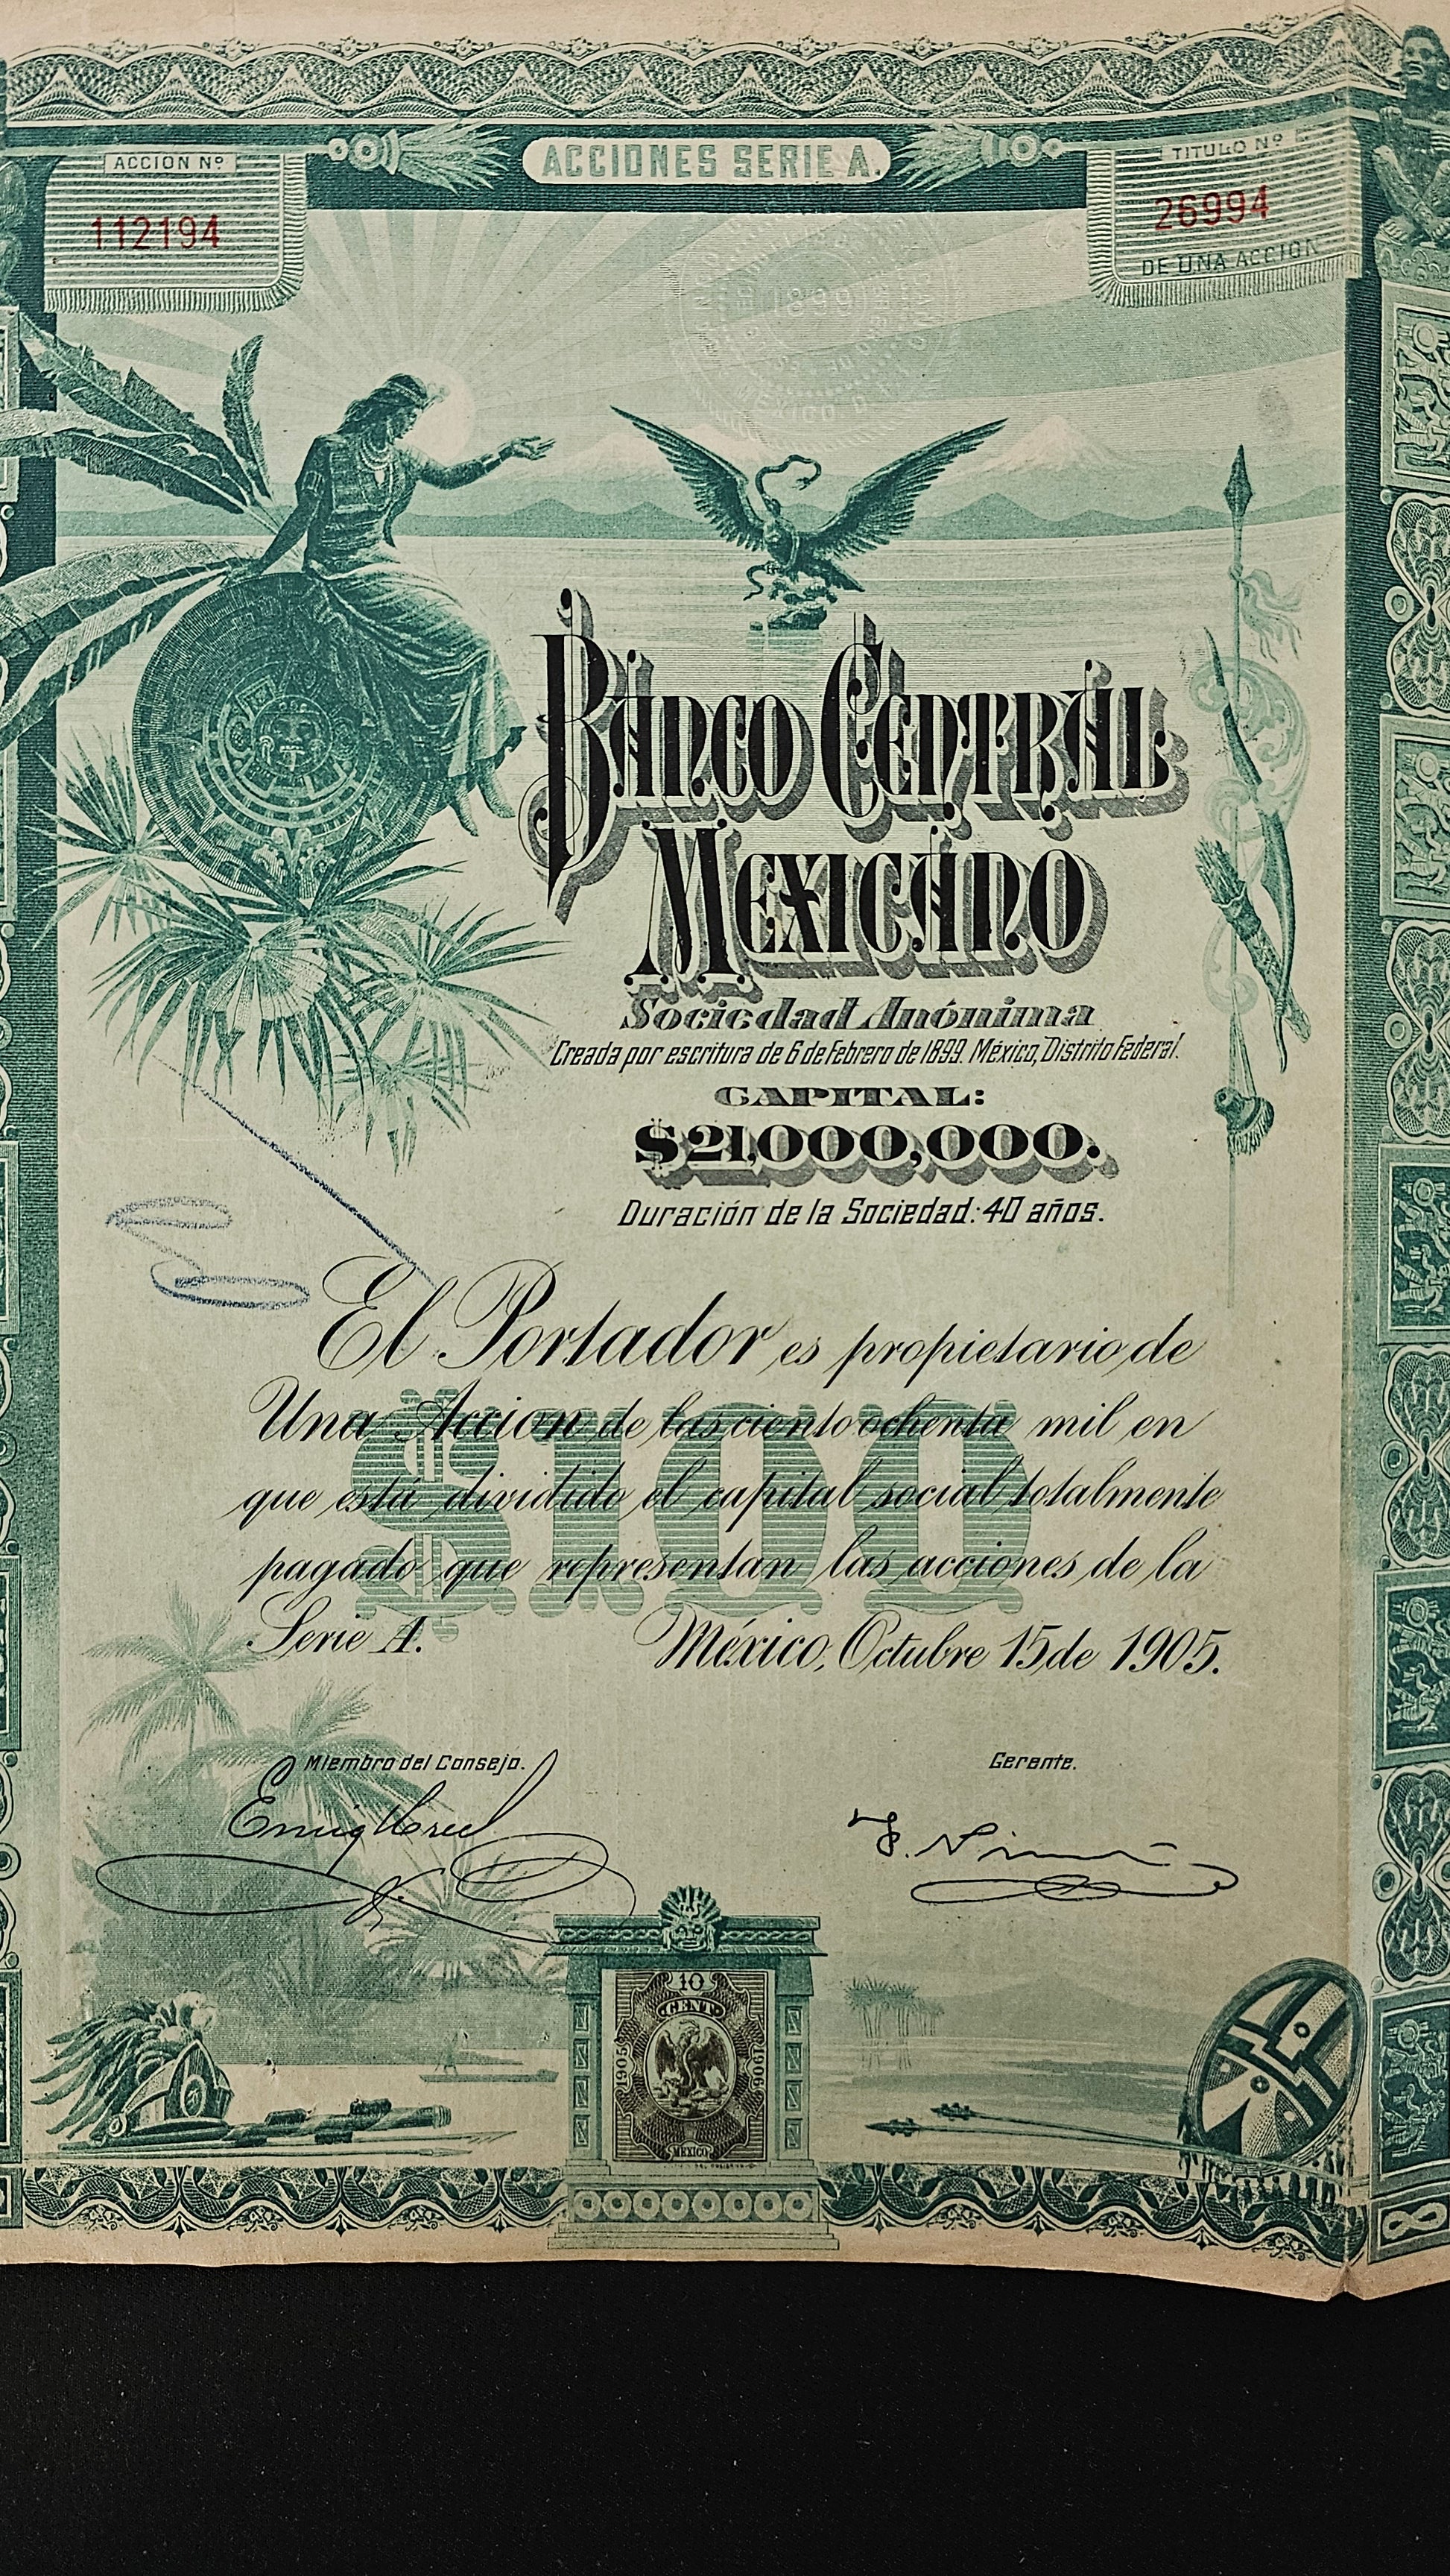 ACCIONES SERIE A.
ACCION Nº
112194
TITULO Nº
26994
DE UNA ACCION
1899
MEXICO. D.
BANCO CENTRAL
MEXICANO
Sociedad Anónima
Creada por escritura de 6 de Febrero de 1899. México, Distrito Federal.
CAPITAL:
$21,000,000.
Duración de la Sociedad: 40 años.
$100
El Portador es propietario de
Una Accion de las ciento ochenta mil en
que está dividido el capital social totalmente
pagado que representan las acciones de la
Serie A.
México, Octubre 15 de 1905.
Miembro del Consejo.
Gerente.
10
CENT.
1905
1906
MEXICO